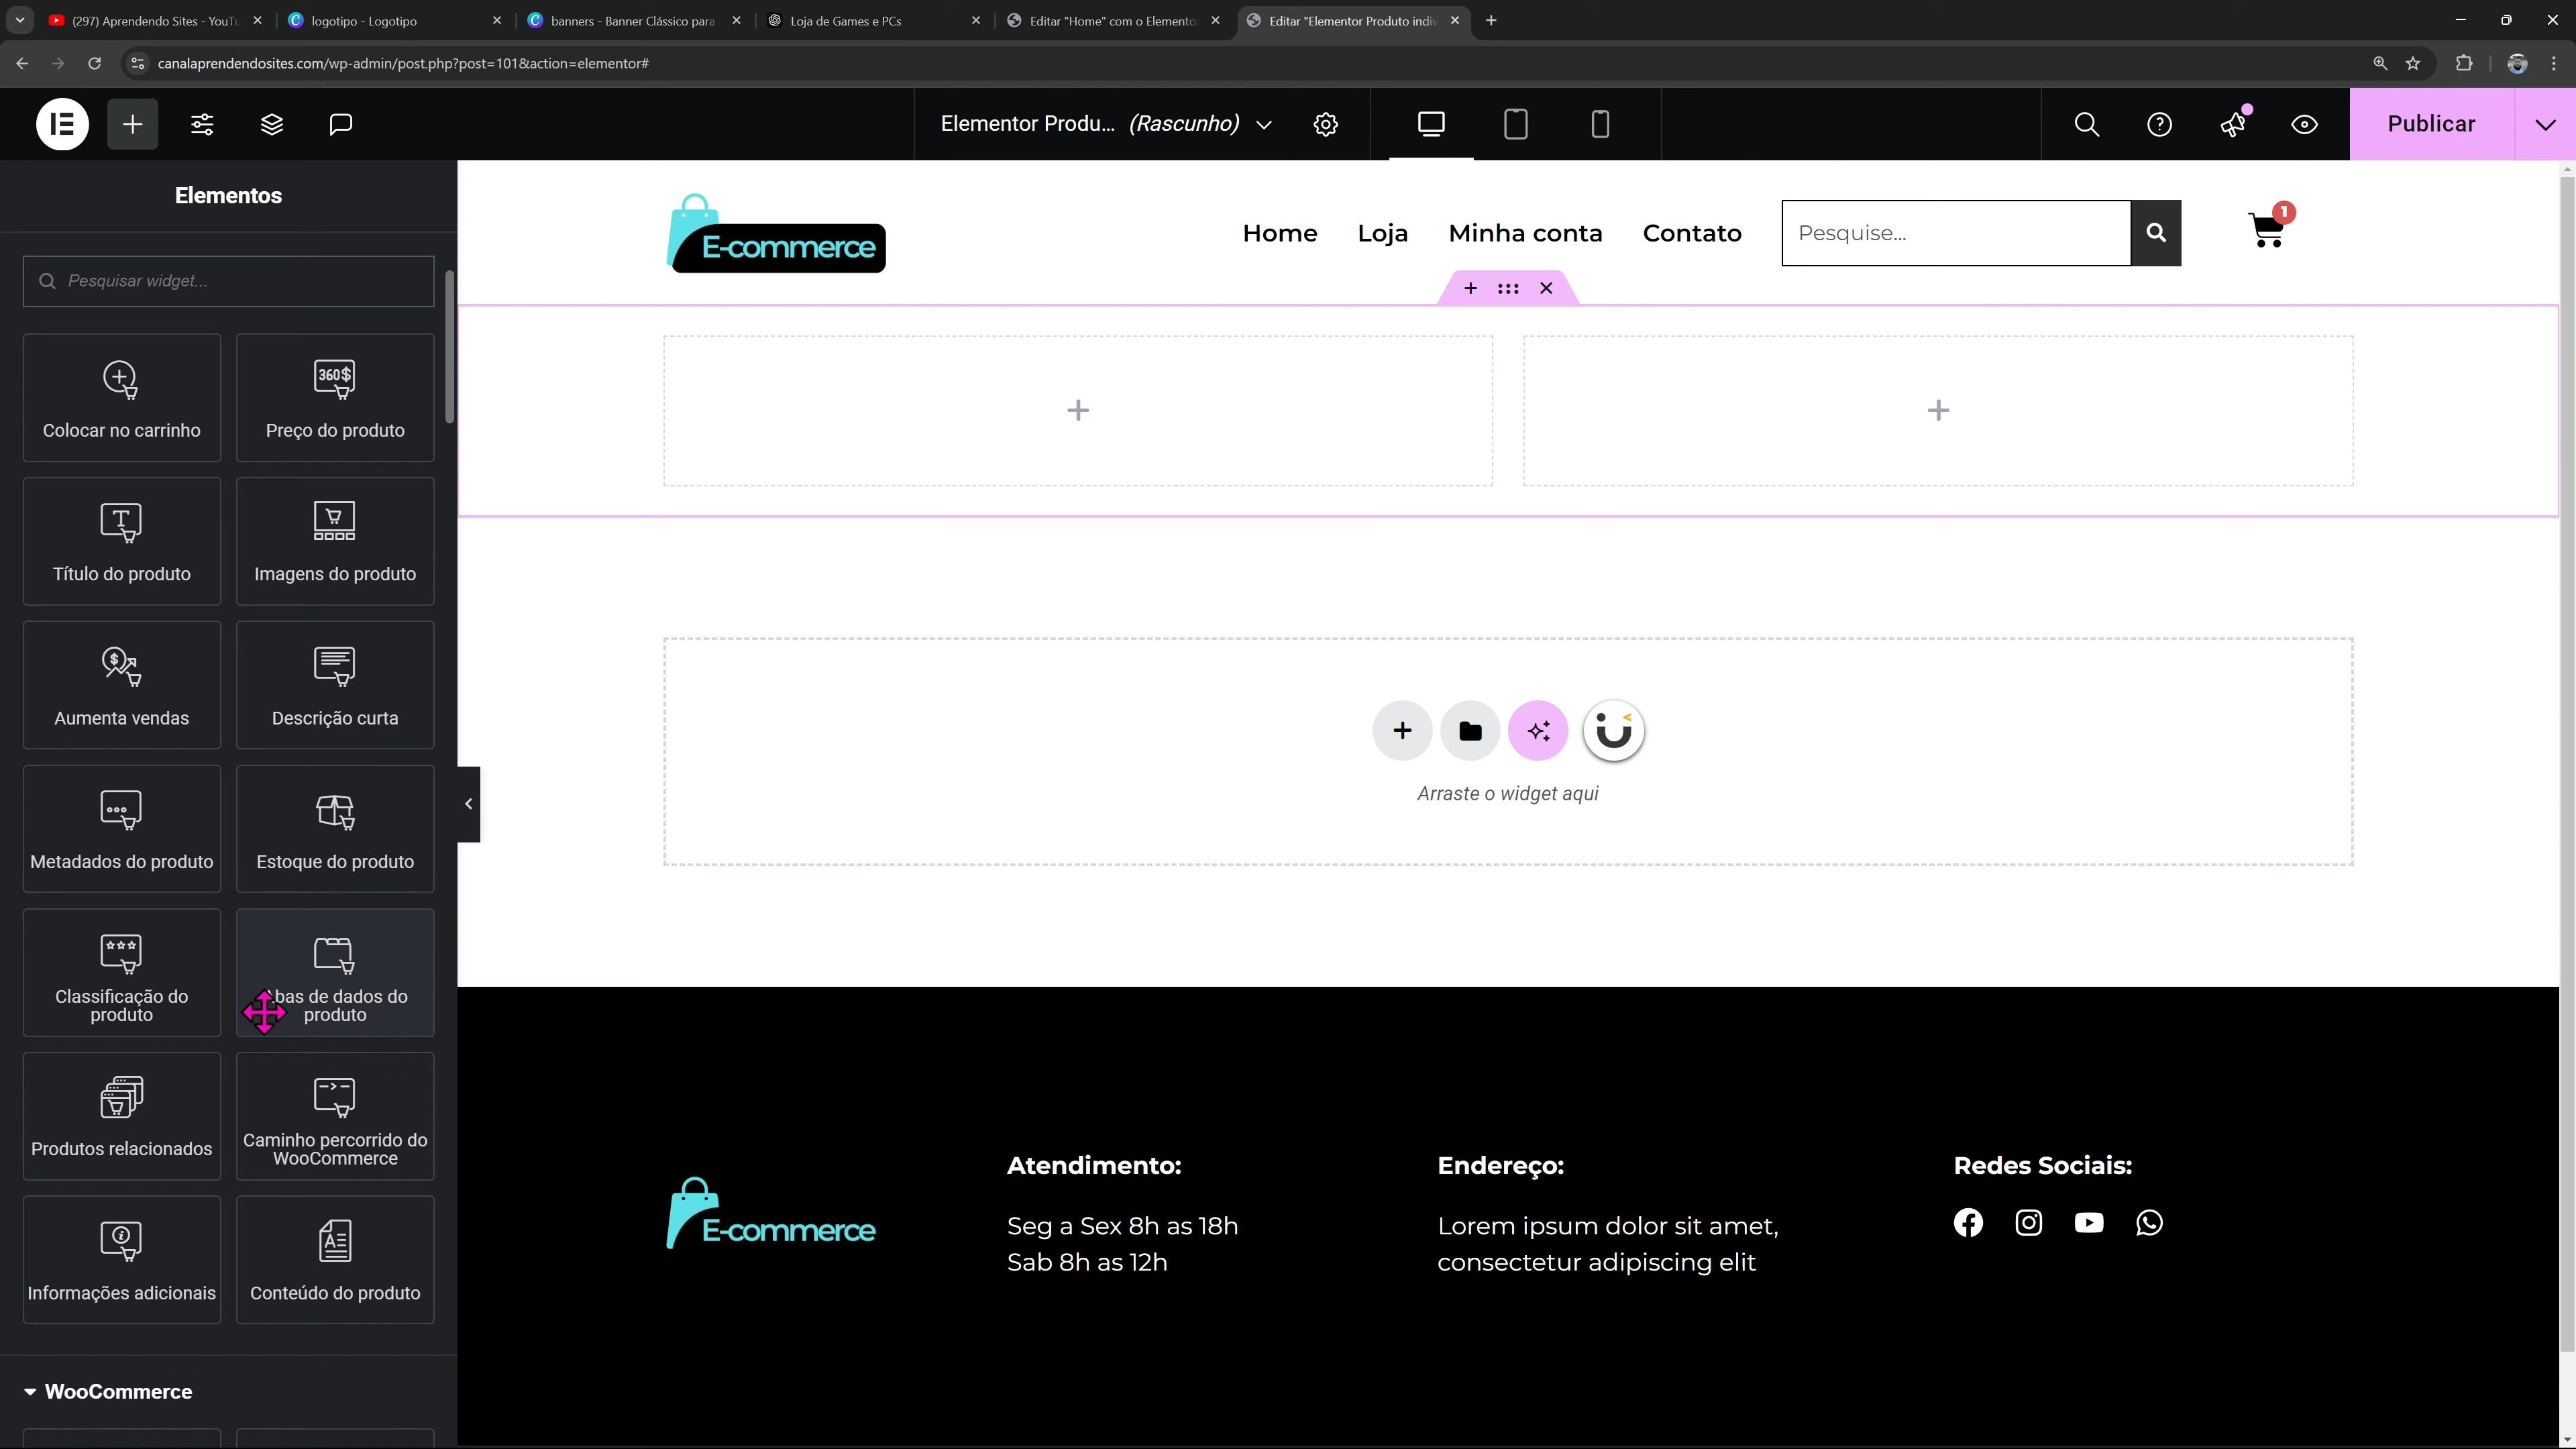 (297) Aprendendo Sites - YouTu
logotipo - Logotipo
banners - Banner Clássico para
Loja de Games e PCs
Editar "Home" com o Elemento
Editar "Elementor Produto indiv
canalaprendendosites.com/wp-admin/post.php?post=101&action=elementor#
Elementor Produ... (Rascunho)
Publicar
Elementos
Pesquisar widget...
Colocar no carrinho
Preço do produto
360$
Título do produto
Imagens do produto
Aumenta vendas
Descrição curta
Metadados do produto
Estoque do produto
Classificação do
produto
Abas de dados do
produto
Produtos relacionados
Caminho percorrido do
WooCommerce
Informações adicionais
Conteúdo do produto
WooCommerce
E-commerce
Home
Loja
Minha conta
Contato
Pesquise...
1
Arraste o widget aqui
E-commerce
Atendimento:
Seg a Sex 8h as 18h
Sab 8h as 12h
Endereço:
Lorem ipsum dolor sit amet,
consectetur adipiscing elit
Redes Sociais: